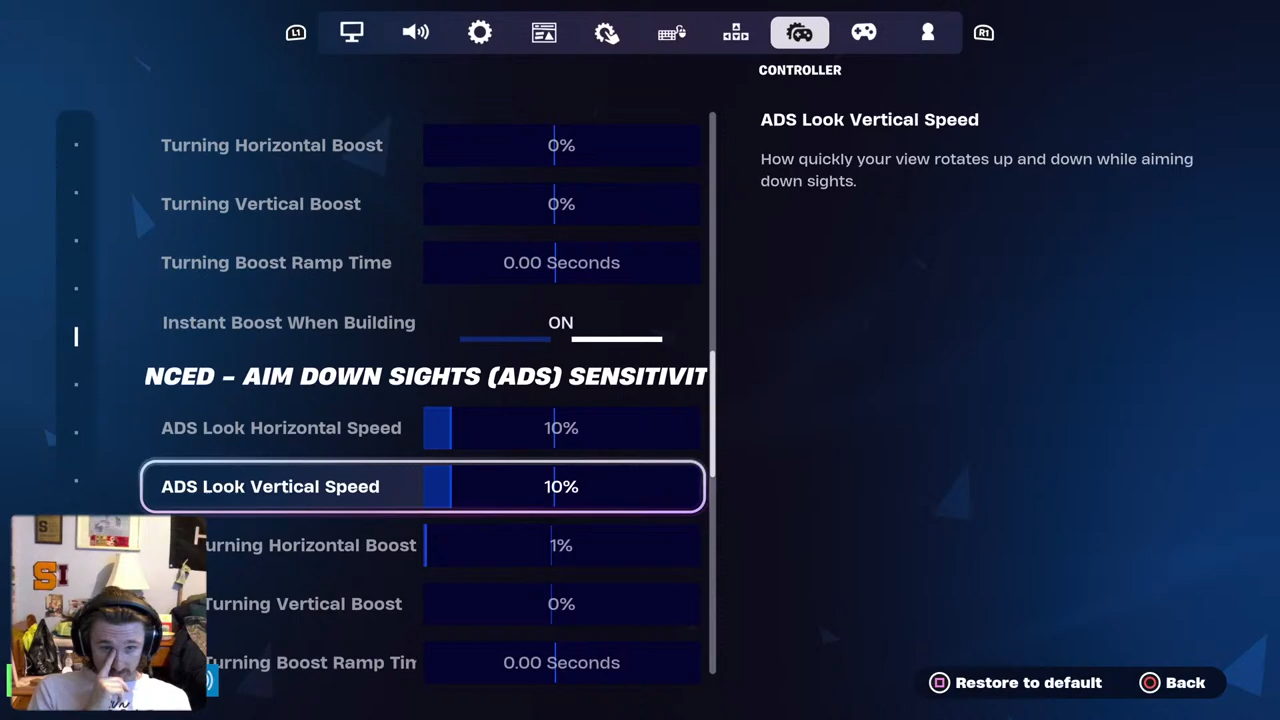 L1
R1
CONTROLLER
ADS Look Vertical Speed
How quickly your view rotates up and down while aiming
down sights.
Turning Horizontal Boost 0%
Turning Vertical Boost 0%
Turning Boost Ramp Time 0.00 Seconds
Instant Boost When Building ON
NCED – AIM DOWN SIGHTS (ADS) SENSITIVIT
ADS Look Horizontal Speed 10%
ADS Look Vertical Speed 10%
urning Horizontal Boost 1%
Turning Vertical Boost 0%
Turning Boost Ramp Tim 0.00 Seconds
S I
Restore to default
Back